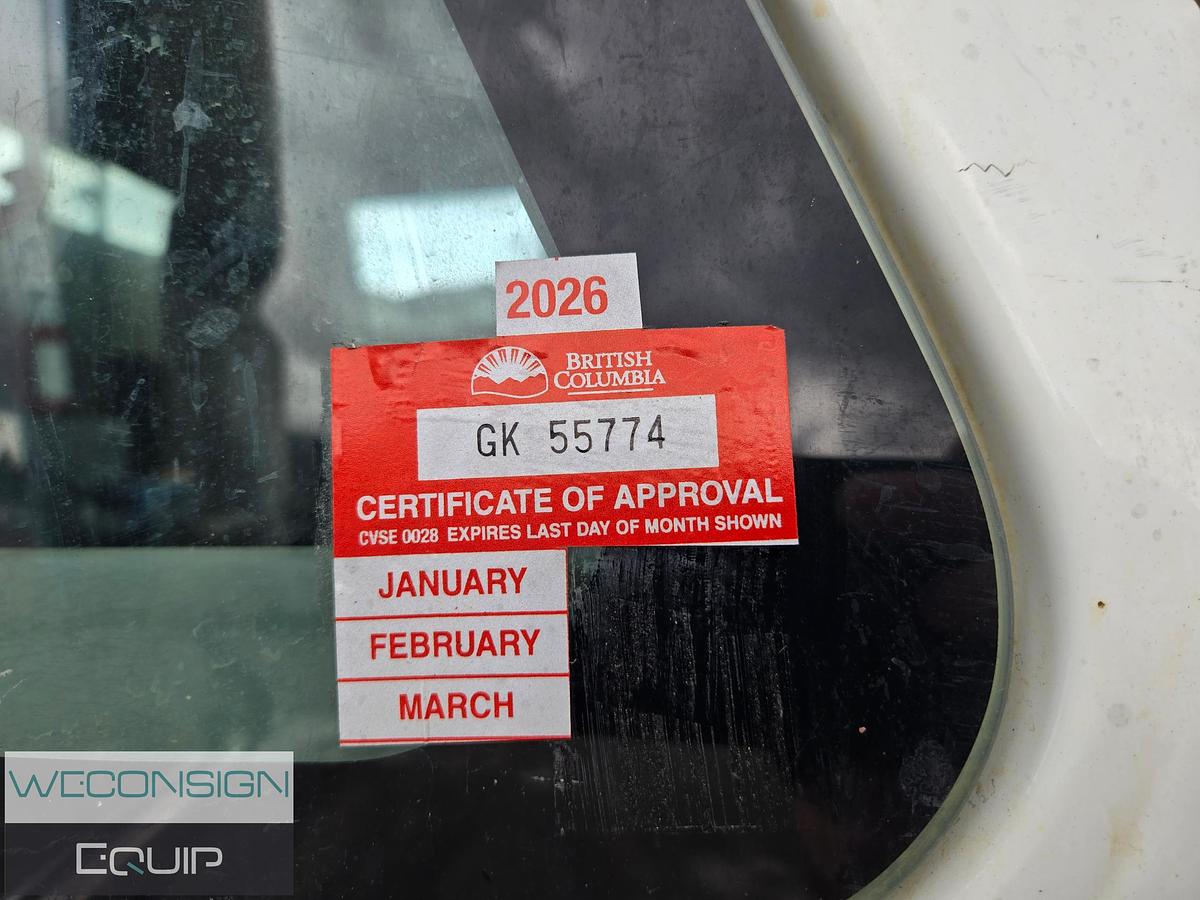 2026
BRITISH
COLUMBIA
GK 55774
CERTIFICATE OF APPROVAL
CVSE 0028 EXPIRES LAST DAY OF MONTH SHOWN
JANUARY
FEBRUARY
MARCH
WECONSIGN
EQUIP